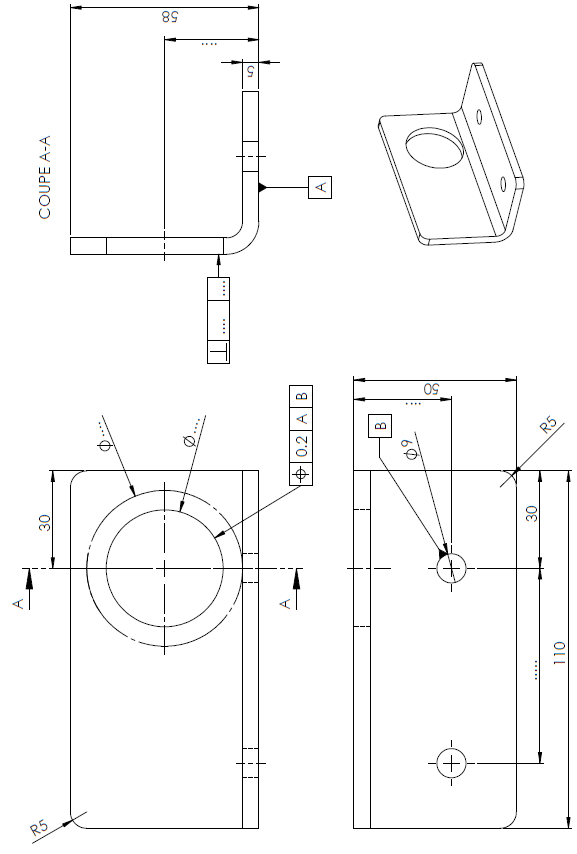 58
....
5
COUPE A-A
A
⟂ ..... .....
Ø.....
Ø.....
⌖ 0.2 A B
30
A
A
R5
50
....
B
Ø9
R5
30
.....
110